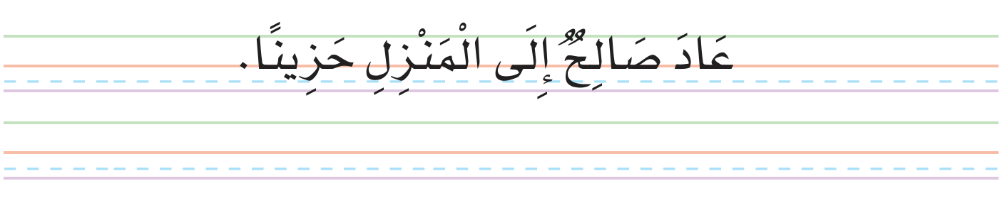 عَادَ صَالِحٌ إِلَى الْمَنْزِلِ حَزِينًا.